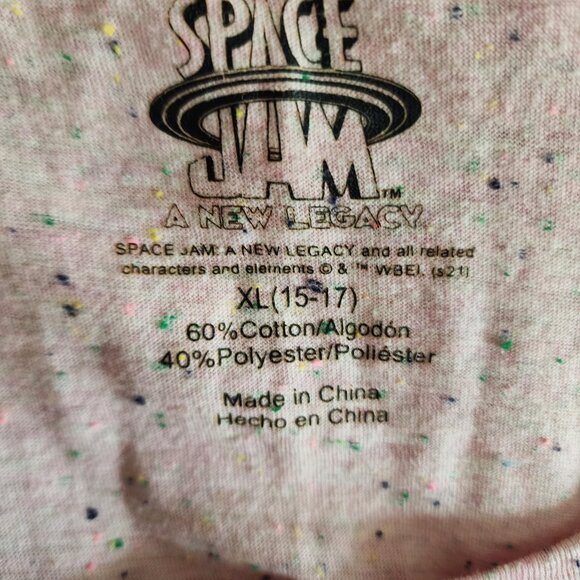 SPACE
JAM™
A NEW LEGACY
SPACE JAM: A NEW LEGACY and all related
characters and elements © & ™ WBEI. (s21)
XL(15-17)
60%Cotton/Algodón
40%Polyester/Poliéster
Made in China
Hecho en China